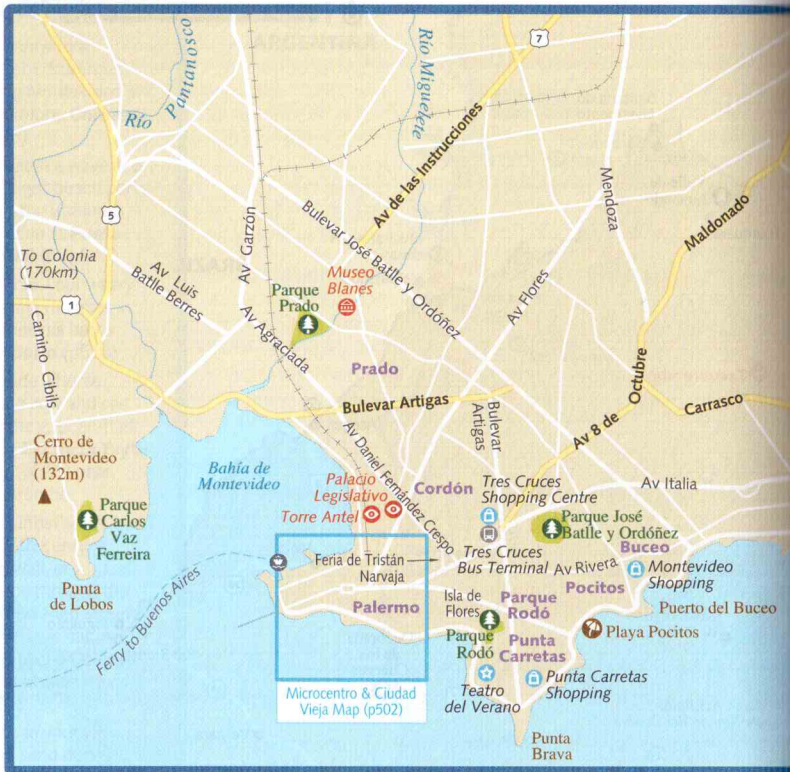 7
Río
Pantanoso
Río Miguelete
Av de las Instrucciones
Mendoza
Maldonado
5
Av Garzón
Bulevar José Batlle y Ordóñez
To Colonia
(170km)
Av Luis
Batlle Berres
Museo
Blanes
Parque
Prado
Av Flores
1
Camino Cibils
Av Agraciada
Prado
Bulevar Artigas
Bulevar
Artigas
Av 8 de Octubre
Carrasco
Cerro de
Montevideo
(132m)
Bahía de
Montevideo
Av Daniel Fernández Crespo
Palacio
Legislativo
Torre Antel
Cordón
Tres Cruces
Shopping Centre
Av Italia
Parque
Carlos
Vaz
Ferreira
Parque José
Batlle y Ordóñez
Tres Cruces
Bus Terminal
Buceo
Feria de Tristán
Narvaja
Av Rivera
Montevideo
Shopping
Pocitos
Punta
de Lobos
Ferry to Buenos Aires
Palermo
Isla de
Flores
Parque
Rodó
Puerto del Buceo
Parque
Rodó
Punta
Carretas
Playa Pocitos
Microcentro & Ciudad
Vieja Map (p502)
Teatro
del Verano
Punta Carretas
Shopping
Punta
Brava